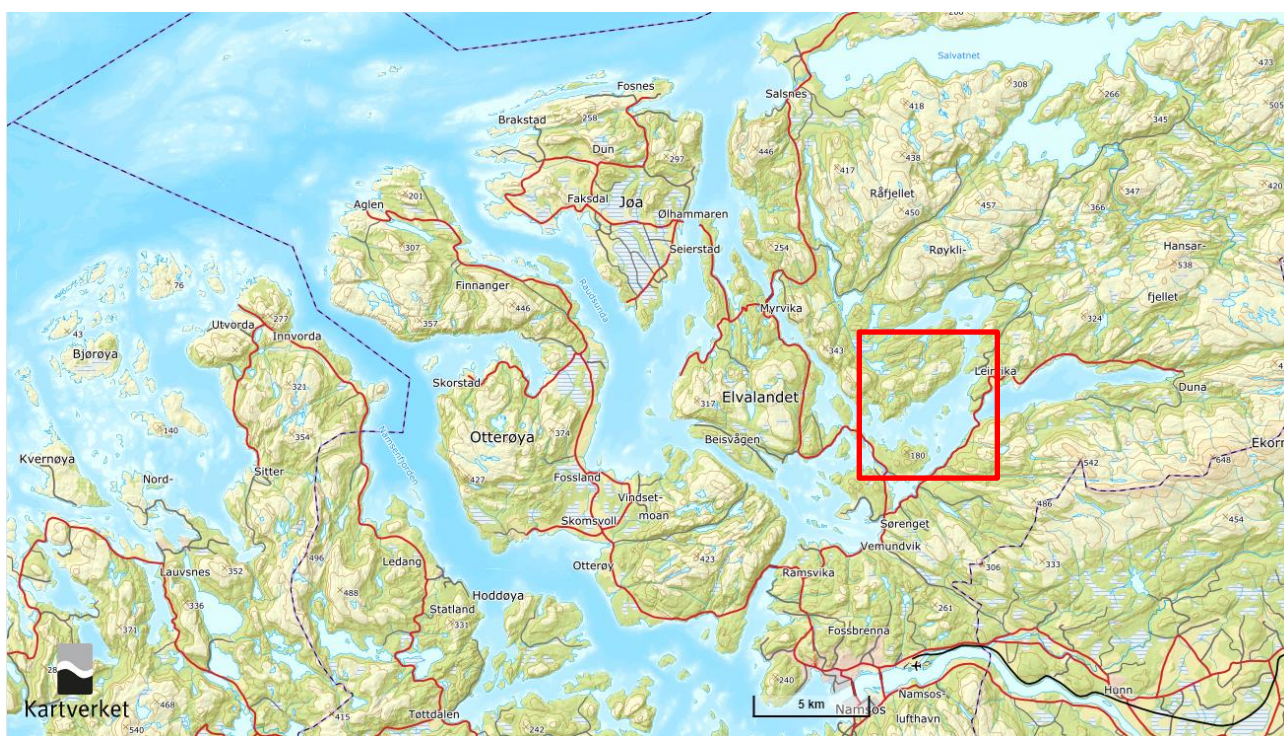 Salvatnet
473
Fosnes
Salsnes
308
418
266
505
Brakstad
258
345
Dun
446
438
297
417
Råfjellet
347
420
201
Aglen
Faksdal
Jøa
457
450
366
Ølhammaren
Hansar-
307
Seierstad
254
Røykli-
538
76
Finnanger
Raudsunda
fjellet
277
446
Myrvika
Utvorda
357
324
43
Innvorda
Bjørøya
343
Leirvika
Skorstad
Duna
321
317
Elvalandet
140
Otterøya
374
354
Namsenfjorden
Beisvågen
Ekorn
Kvernøya
180
542
648
Nord-
Sitter
427
Fossland
486
Vindset-
moan
Skomsvoll
Sørenget
454
496
423
Vemundvik
Lauvsnes
352
Ledang
Otterøy
Ramsvika
306
333
488
Hoddøya
336
Statland
261
331
Fossbrenna
371
28
240
Hunn
468
5 km
Namsos-
Kartverket
415
Tøttdalen
Namsos
lufthavn
540
242